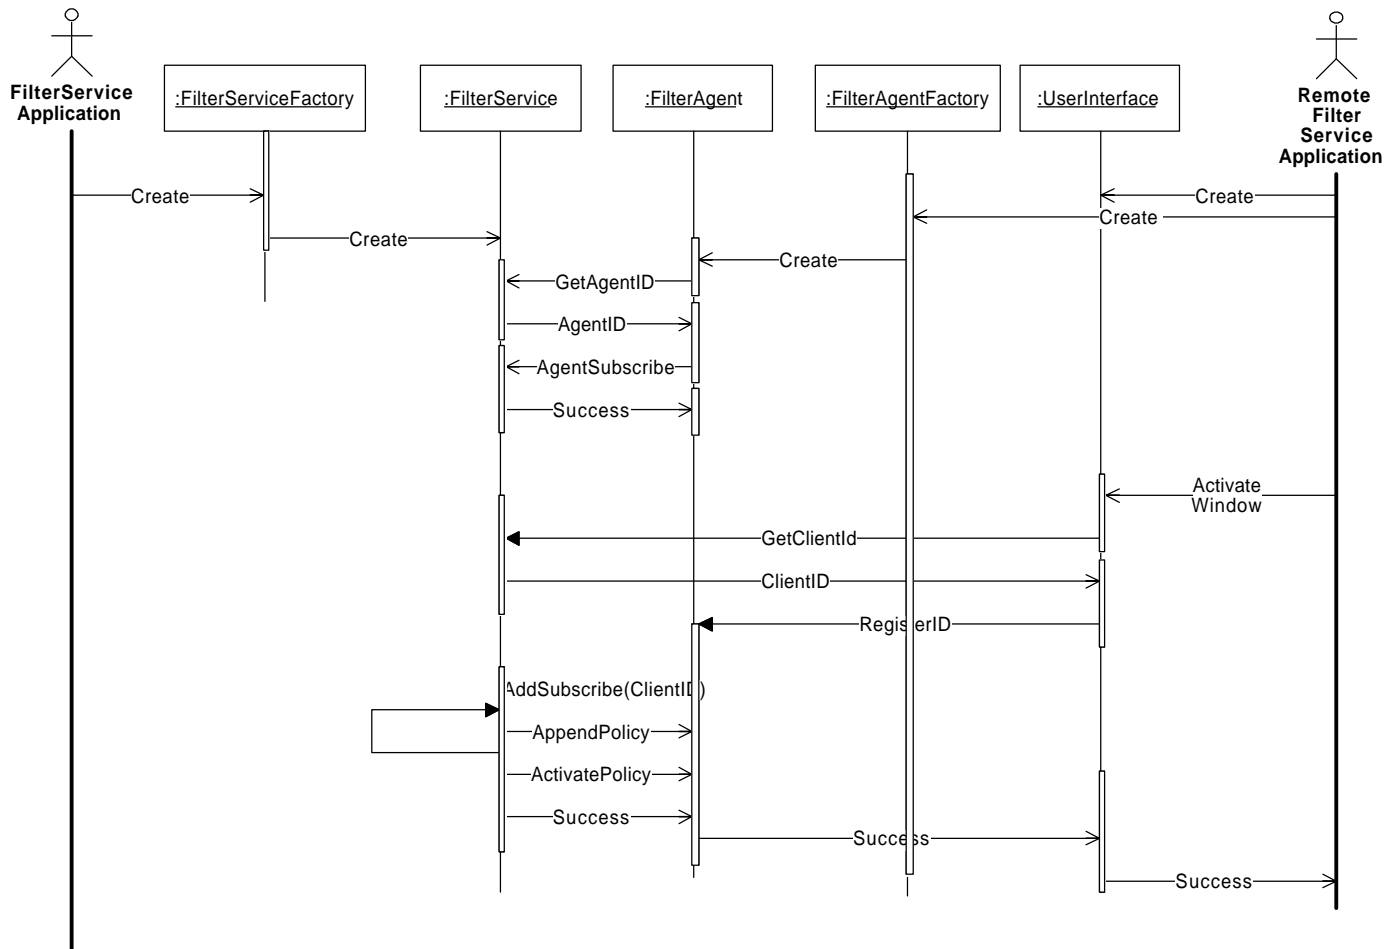 FilterService
Application
:FilterServiceFactory
:FilterService
:FilterAgent
:FilterAgentFactory
:UserInterface
Remote
Filter
Service
Application
Create
Create
Create
Create
Create
GetAgentID
AgentID
AgentSubscribe
Success
Activate
Window
GetClientId
ClientID
RegisterID
AddSubscribe(ClientID)
AppendPolicy
ActivatePolicy
Success
Success
Success